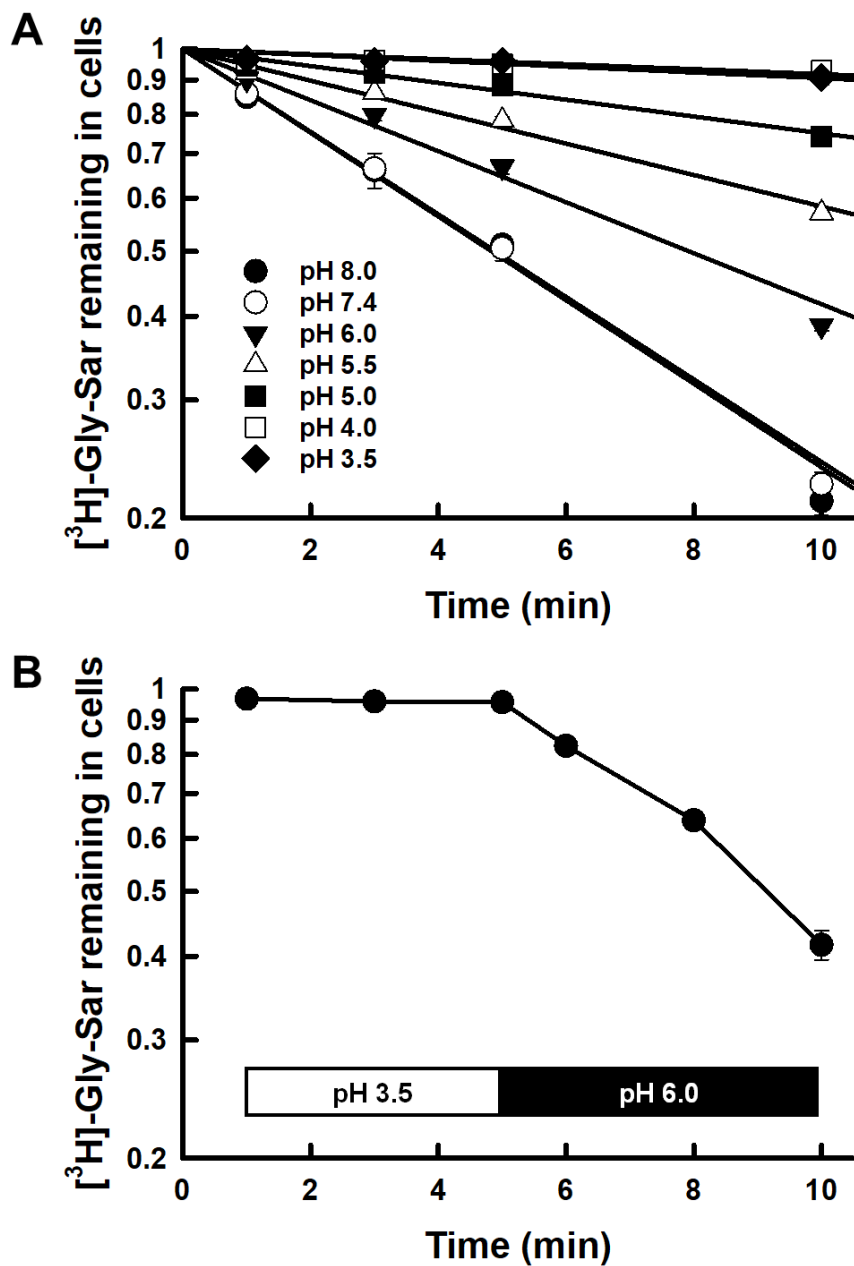 A
[³H]-Gly-Sar remaining in cells
1
0.9
0.8
0.7
0.6
0.5
0.4
0.3
0.2
pH 8.0
pH 7.4
pH 6.0
pH 5.5
pH 5.0
pH 4.0
pH 3.5
0 2 4 6 8 10
Time (min)
B
[³H]-Gly-Sar remaining in cells
1
0.9
0.8
0.7
0.6
0.5
0.4
0.3
0.2
pH 3.5 pH 6.0
0 2 4 6 8 10
Time (min)